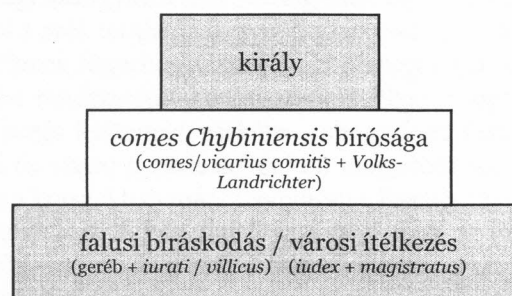 király
comes Chybiniensis bírósága
(comes/vicarius comitis + Volks-
Landrichter)
falusi bíráskodás / városi ítélkezés
(geréb + iurati / villicus) (iudex + magistratus)